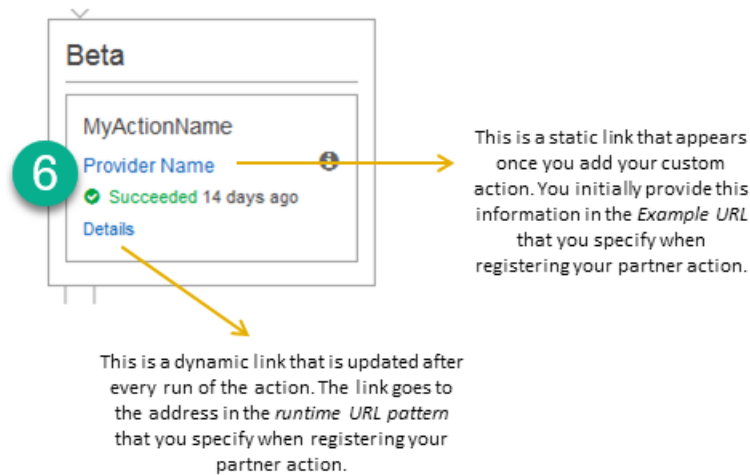 Beta
MyActionName
6
Provider Name
Succeeded 14 days ago
Details
This is a static link that appears
once you add your custom
action. You initially provide this
information in the Example URL
that you specify when
registering your partner action.
This is a dynamic link that is updated after
every run of the action. The link goes to
the address in the runtime URL pattern
that you specify when registering your
partner action.